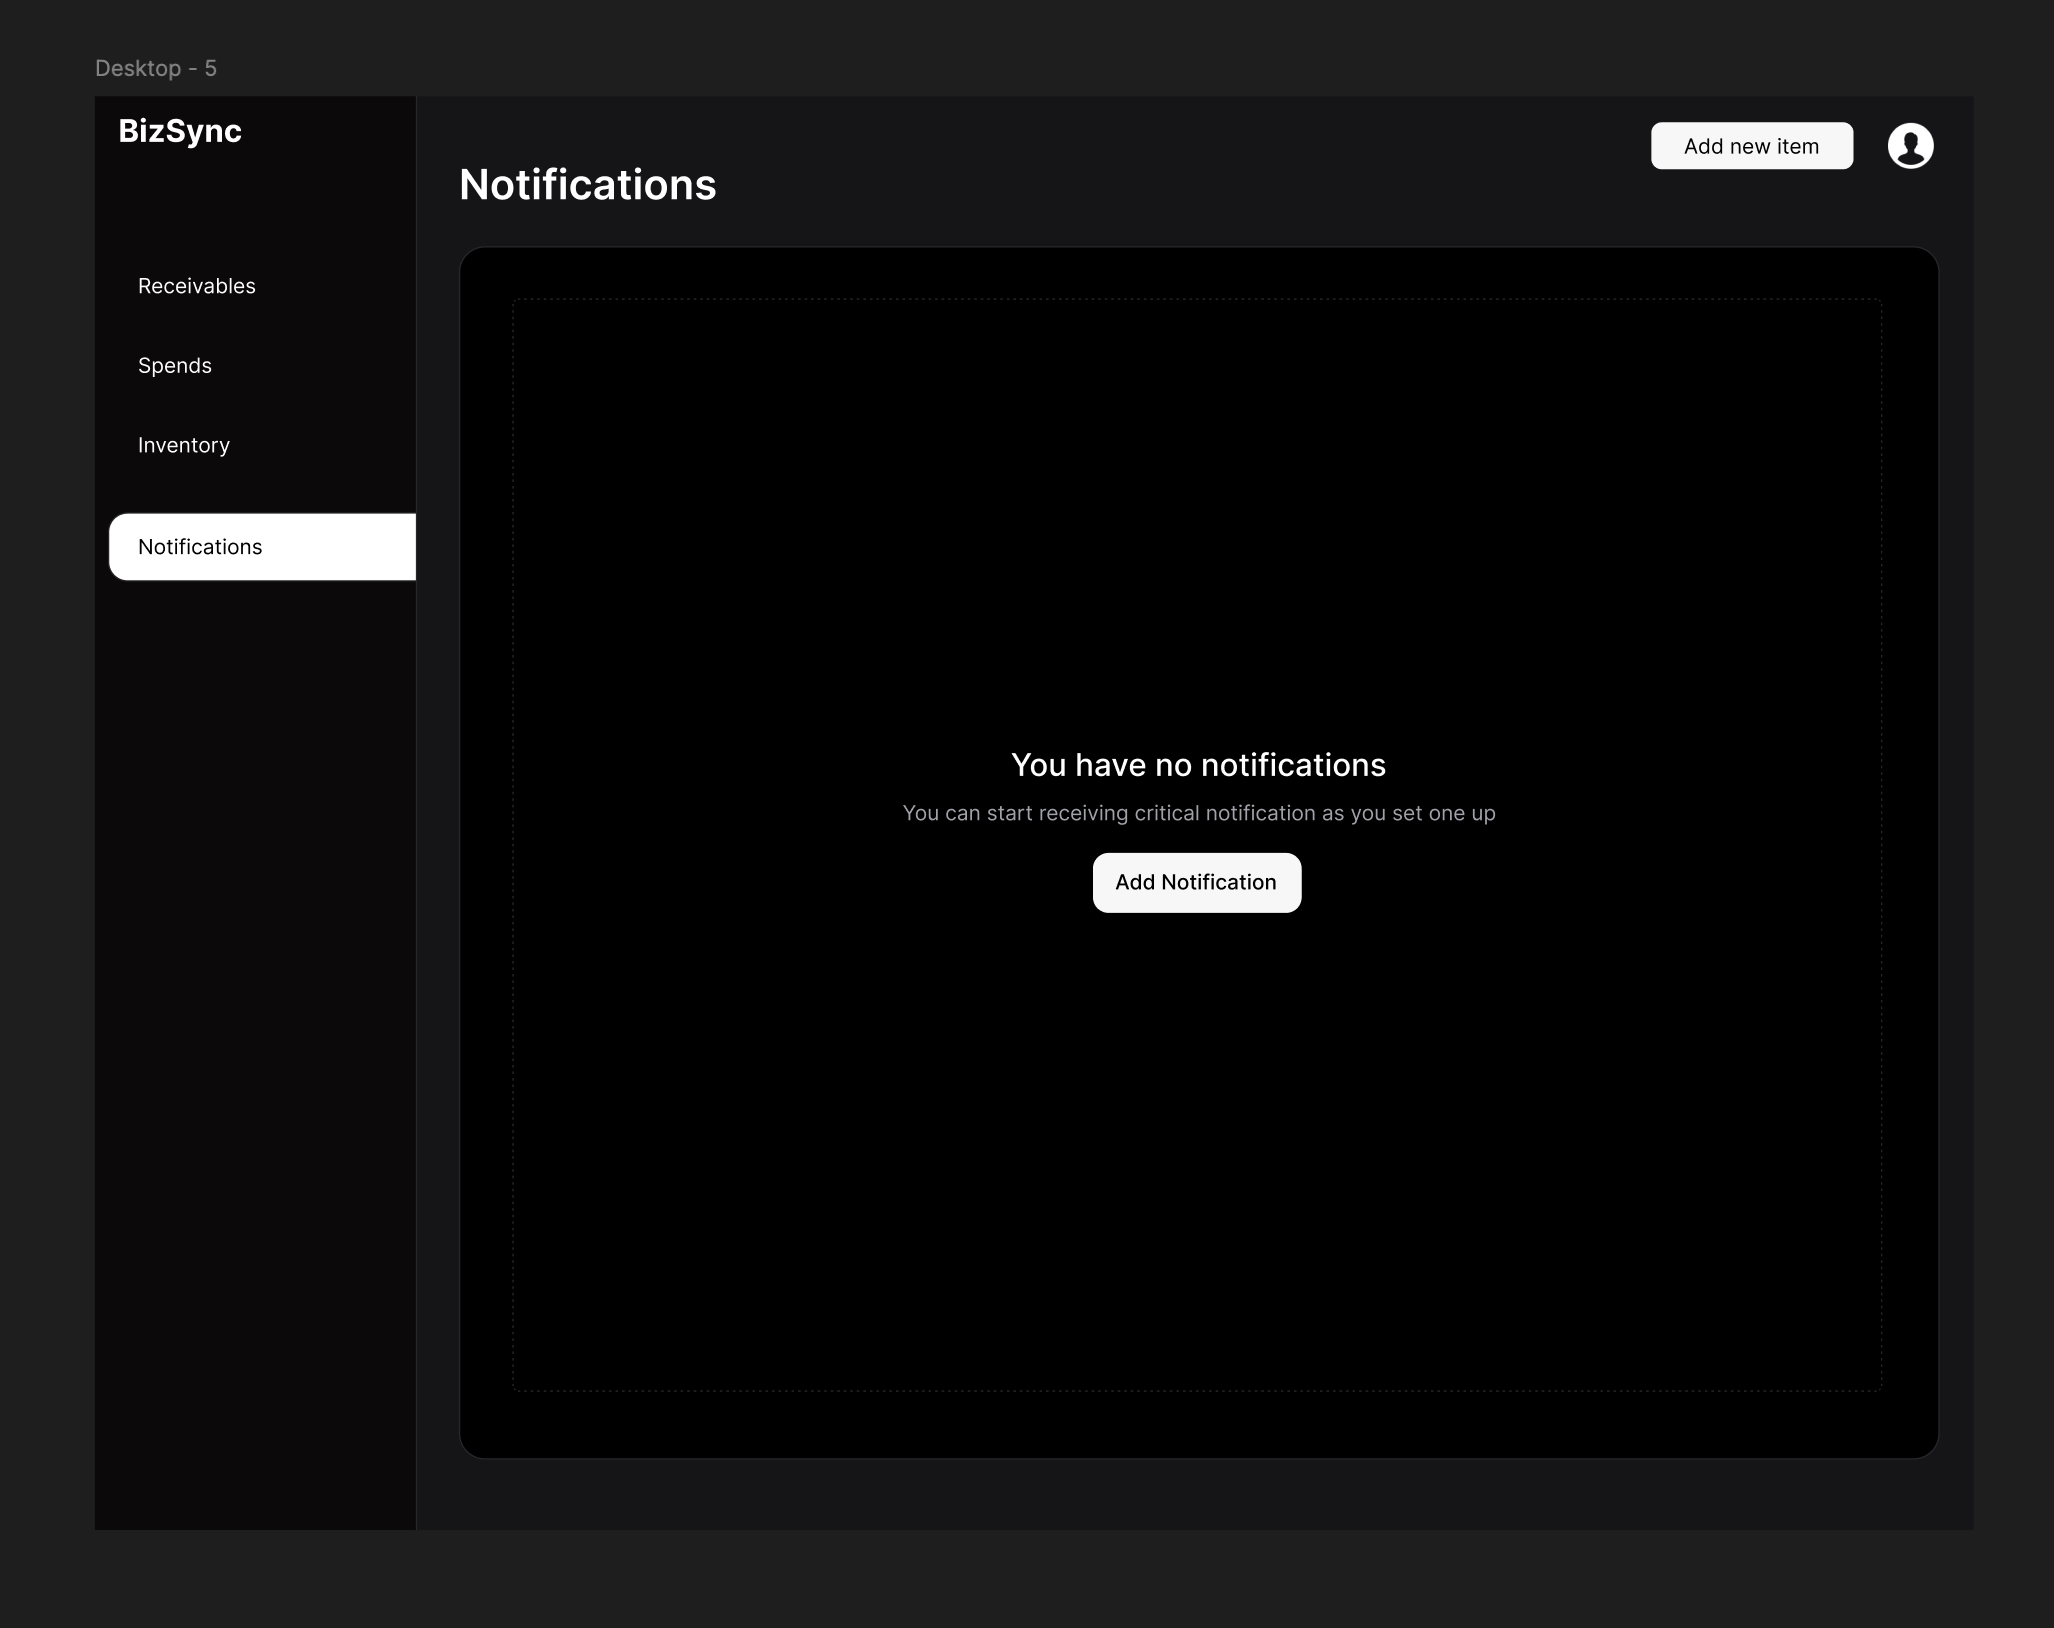 Desktop - 5
BizSync
Add new item
Notifications
Receivables
Spends
Inventory
Notifications
You have no notifications
You can start receiving critical notification as you set one up
Add Notification